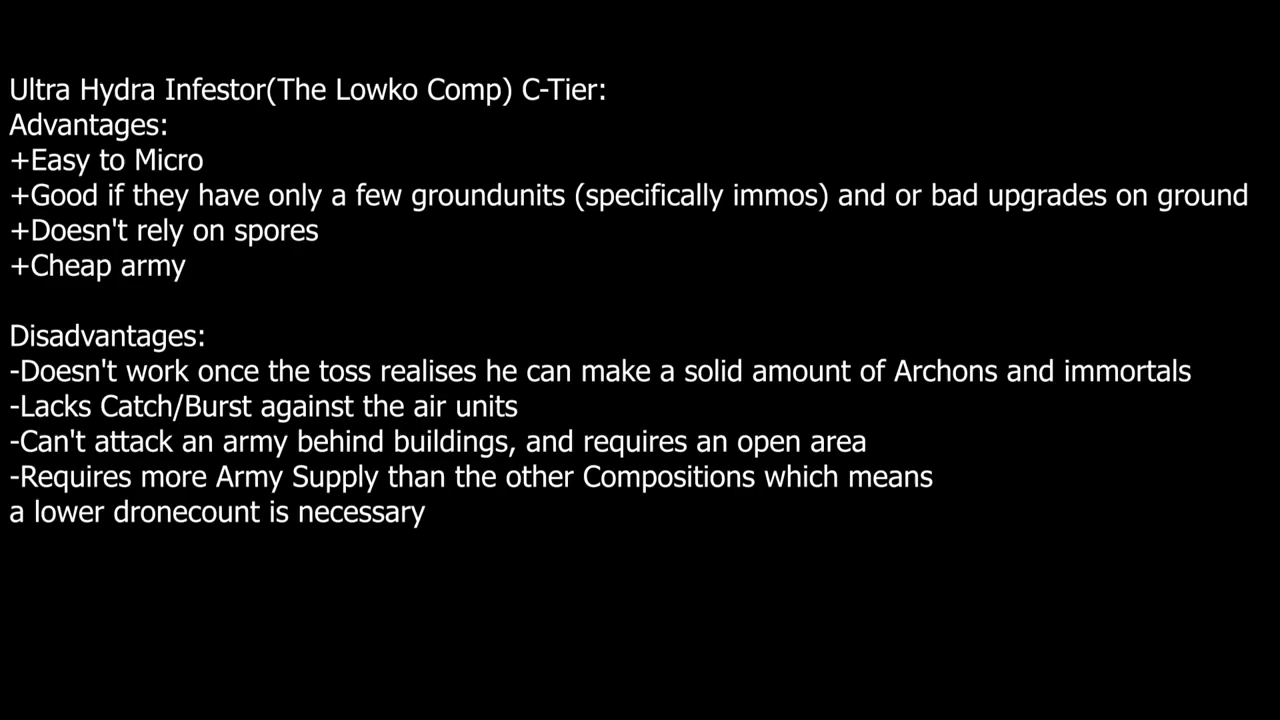 Ultra Hydra Infestor(The Lowko Comp) C-Tier:
Advantages:
+Easy to Micro
+Good if they have only a few groundunits (specifically immos) and or bad upgrades on ground
+Doesn't rely on spores
+Cheap army
Disadvantages:
-Doesn't work once the toss realises he can make a solid amount of Archons and immortals
-Lacks Catch/Burst against the air units
-Can't attack an army behind buildings, and requires an open area
-Requires more Army Supply than the other Compositions which means
a lower dronecount is necessary